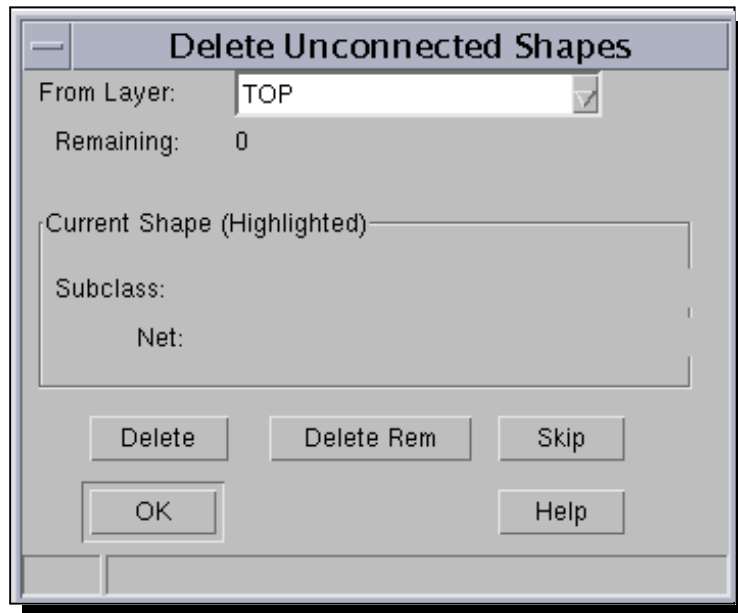 Delete Unconnected Shapes
From Layer: TOP
Remaining: 0
Current Shape (Highlighted)
Subclass:
Net:
Delete Delete Rem Skip
OK Help